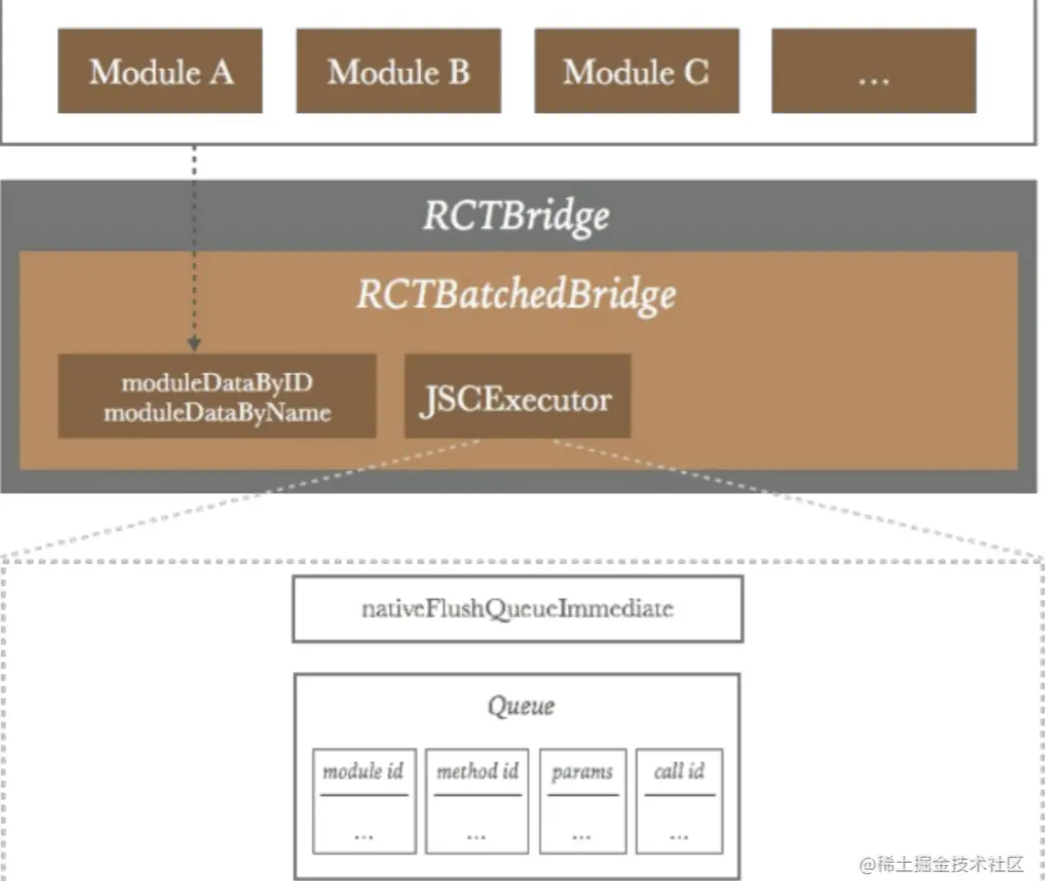 Module A
Module B
Module C
...
RCTBridge
RCTBatchedBridge
moduleDataByID
moduleDataByName
JSCExecutor
nativeFlushQueueImmediate
Queue
module id
method id
params
call id
...
...
...
...
@稀土掘金技术社区